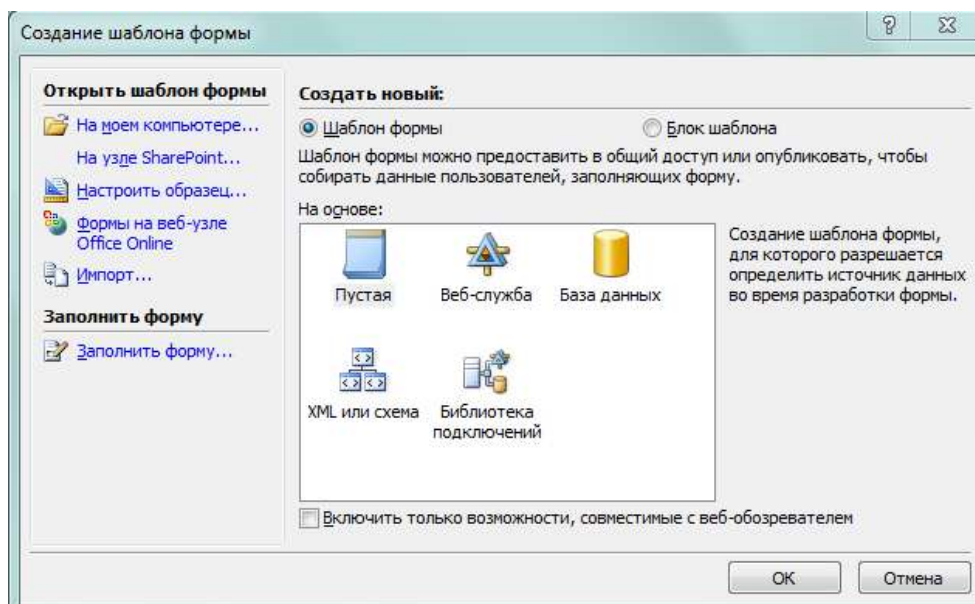 Создание шаблона формы
Открыть шаблон формы
На моем компьютере...
На узле SharePoint...
Настроить образец...
Формы на веб-узле
Office Online
Импорт...
Заполнить форму
Заполнить форму...
Создать новый:
Шаблон формы
Блок шаблона
Шаблон формы можно предоставить в общий доступ или опубликовать, чтобы
собирать данные пользователей, заполняющих форму.
На основе:
Пустая
Веб-служба
База данных
XML или схема
Библиотека
подключений
Создание шаблона формы,
для которого разрешается
определить источник данных
во время разработки формы.
Включить только возможности, совместимые с веб-обозревателем
ОК
Отмена